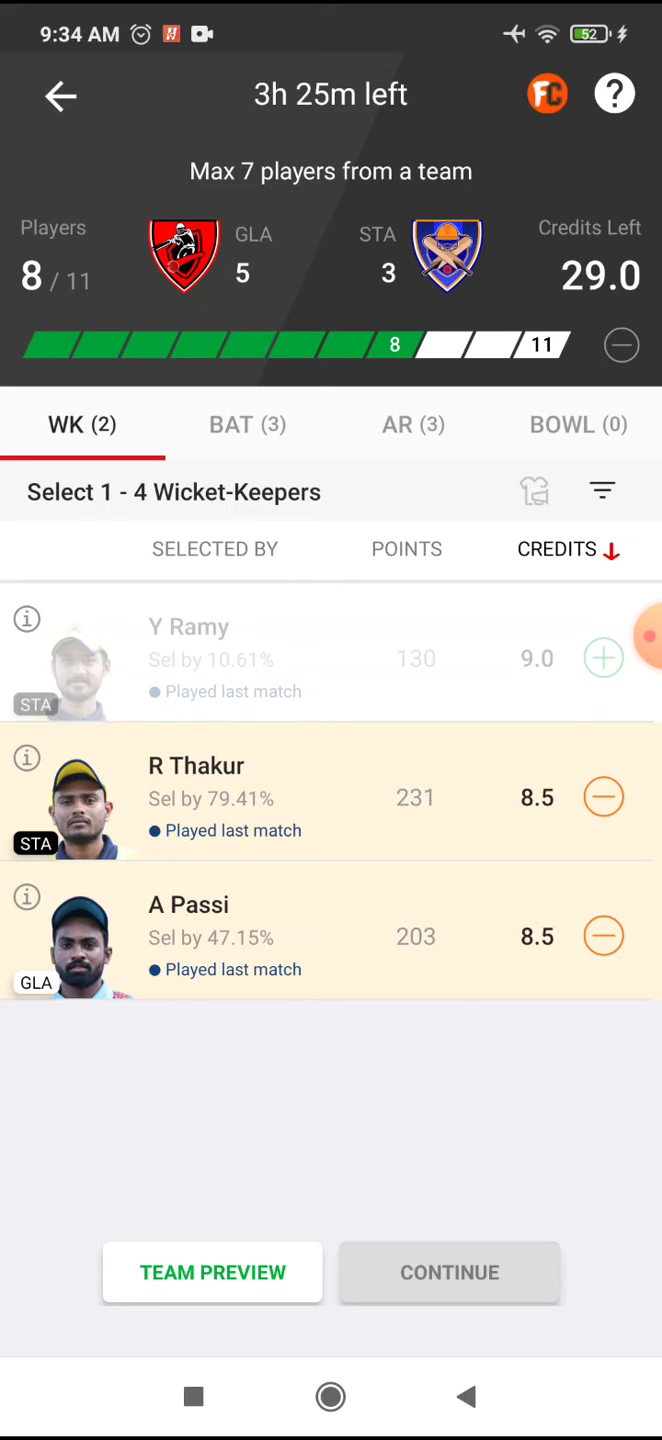 9:34 AM
52
3h 25m left
FC
?
Max 7 players from a team
Players
GLA
STA
Credits Left
8 / 11
5
3
29.0
8
11
WK (2)
BAT (3)
AR (3)
BOWL (0)
Select 1 - 4 Wicket-Keepers
SELECTED BY
POINTS
CREDITS
Y Ramy
Sel by 10.61%
130
9.0
Played last match
STA
R Thakur
Sel by 79.41%
231
8.5
Played last match
STA
A Passi
Sel by 47.15%
203
8.5
Played last match
GLA
TEAM PREVIEW
CONTINUE